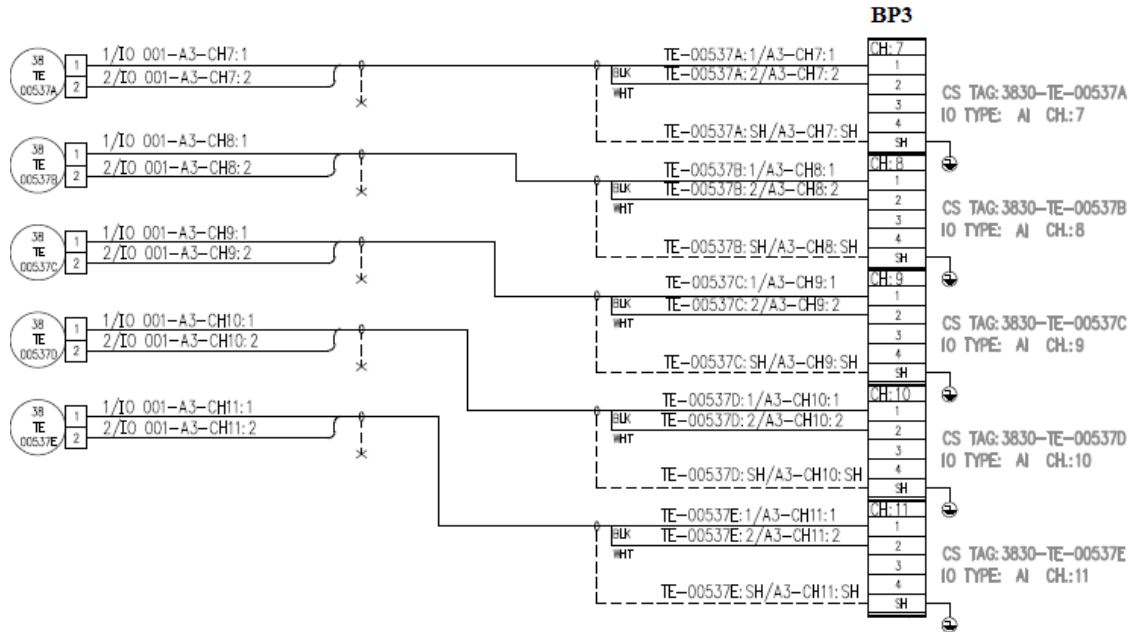 BP3
38
TE
00537A
1
2
1/IO 001-A3-CH7:1
2/IO 001-A3-CH7:2
BLK
WHT
TE-00537A:1/A3-CH7:1
TE-00537A:2/A3-CH7:2
TE-00537A:SH/A3-CH7:SH
CH:7
1
2
3
4
SH
CS TAG:3830-TE-00537A
IO TYPE: AI CH.:7
38
TE
00537B
1
2
1/IO 001-A3-CH8:1
2/IO 001-A3-CH8:2
BLK
WHT
TE-00537B:1/A3-CH8:1
TE-00537B:2/A3-CH8:2
TE-00537B:SH/A3-CH8:SH
CH:8
1
2
3
4
SH
CS TAG:3830-TE-00537B
IO TYPE: AI CH.:8
38
TE
00537C
1
2
1/IO 001-A3-CH9:1
2/IO 001-A3-CH9:2
BLK
WHT
TE-00537C:1/A3-CH9:1
TE-00537C:2/A3-CH9:2
TE-00537C:SH/A3-CH9:SH
CH:9
1
2
3
4
SH
CS TAG:3830-TE-00537C
IO TYPE: AI CH.:9
38
TE
00537D
1
2
1/IO 001-A3-CH10:1
2/IO 001-A3-CH10:2
BLK
WHT
TE-00537D:1/A3-CH10:1
TE-00537D:2/A3-CH10:2
TE-00537D:SH/A3-CH10:SH
CH:10
1
2
3
4
SH
CS TAG:3830-TE-00537D
IO TYPE: AI CH.:10
38
TE
00537E
1
2
1/IO 001-A3-CH11:1
2/IO 001-A3-CH11:2
BLK
WHT
TE-00537E:1/A3-CH11:1
TE-00537E:2/A3-CH11:2
TE-00537E:SH/A3-CH11:SH
CH:11
1
2
3
4
SH
CS TAG:3830-TE-00537E
IO TYPE: AI CH.:11